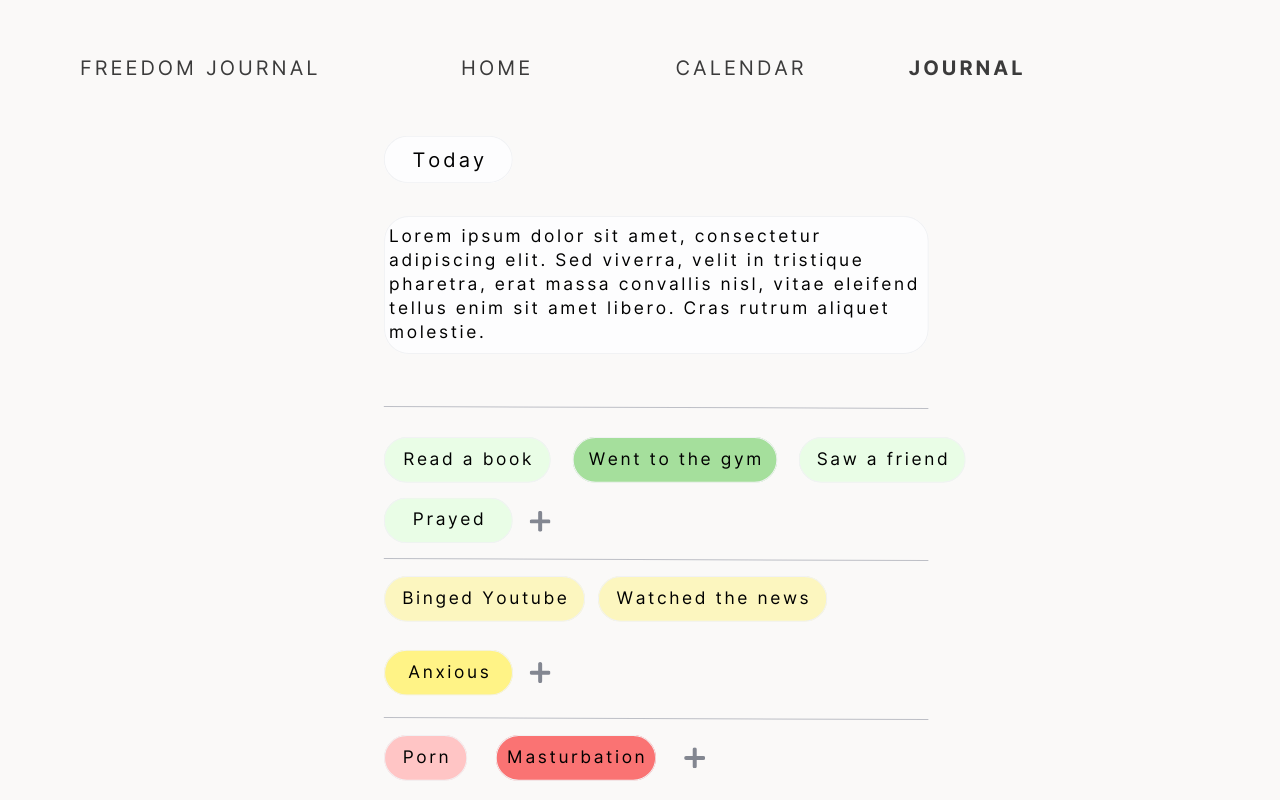 FREEDOM JOURNAL HOME CALENDAR JOURNAL
Today
Lorem ipsum dolor sit amet, consectetur
adipiscing elit. Sed viverra, velit in tristique
pharetra, erat massa convallis nisl, vitae eleifend
tellus enim sit amet libero. Cras rutrum aliquet
molestie.
Read a book Went to the gym Saw a friend
Prayed
Binged Youtube Watched the news
Anxious
Porn Masturbation